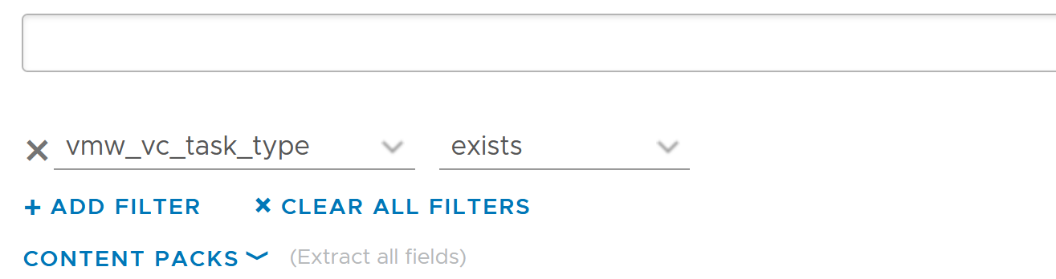 vmw_vc_task_type exists
+ ADD FILTER × CLEAR ALL FILTERS
CONTENT PACKS (Extract all fields)